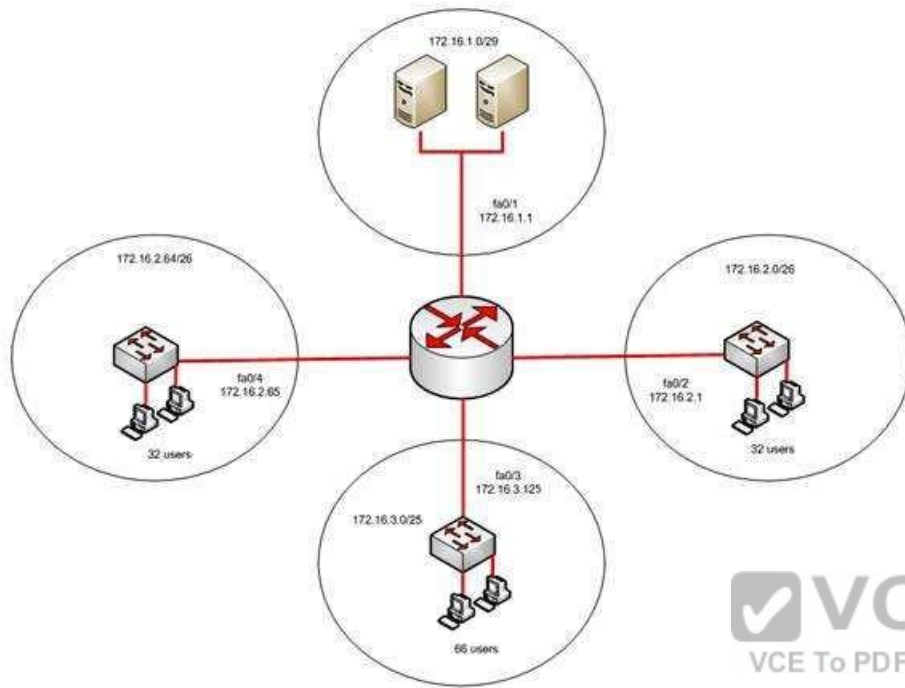 172.16.1.0/29
fa0/1
172.16.1.1
172.16.2.64/26
172.16.2.0/26
fa0/4
172.16.2.65
fa0/2
172.16.2.1
32 users
32 users
fa0/3
172.16.3.125
172.16.3.0/25
66 users
VC
VCE To PDF